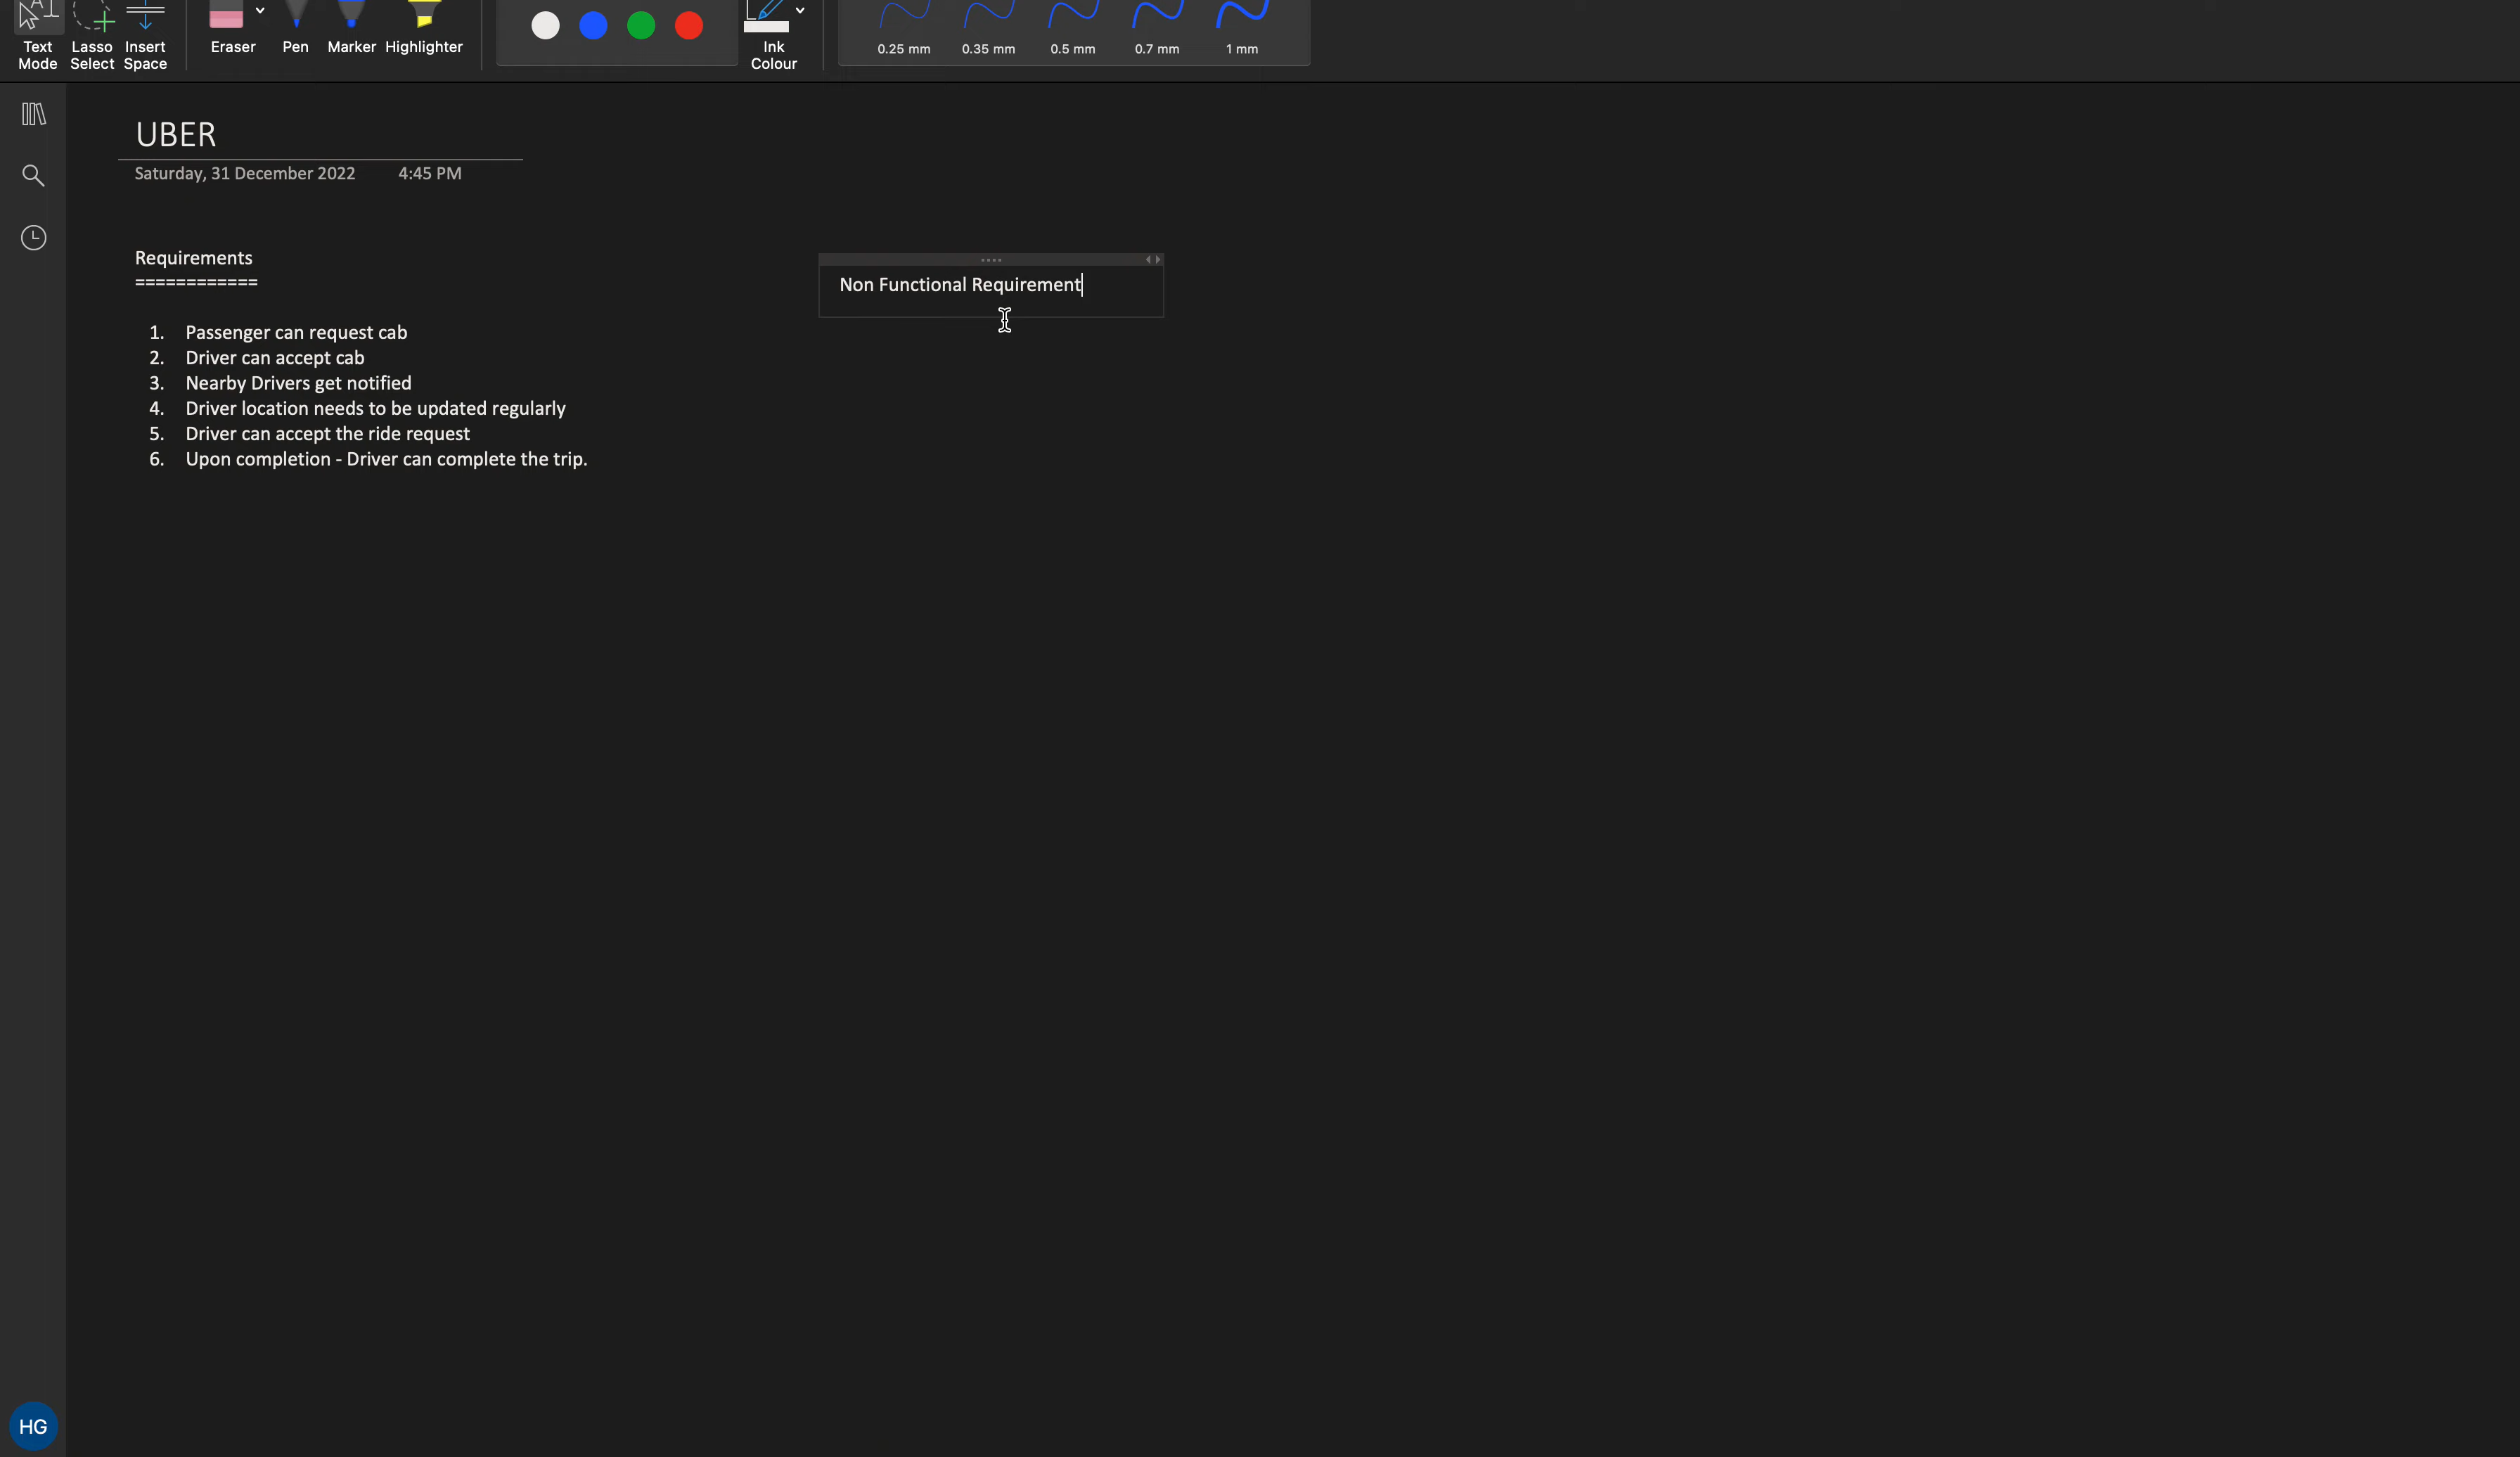 Text Mode
Lasso Select
Insert Space
Eraser
Pen
Marker
Highlighter
Ink Colour
0.25 mm
0.35 mm
0.5 mm
0.7 mm
1 mm
UBER
Saturday, 31 December 2022 4:45 PM
Requirements
============
1. Passenger can request cab
2. Driver can accept cab
3. Nearby Drivers get notified
4. Driver location needs to be updated regularly
5. Driver can accept the ride request
6. Upon completion - Driver can complete the trip.
Non Functional Requirement
HG